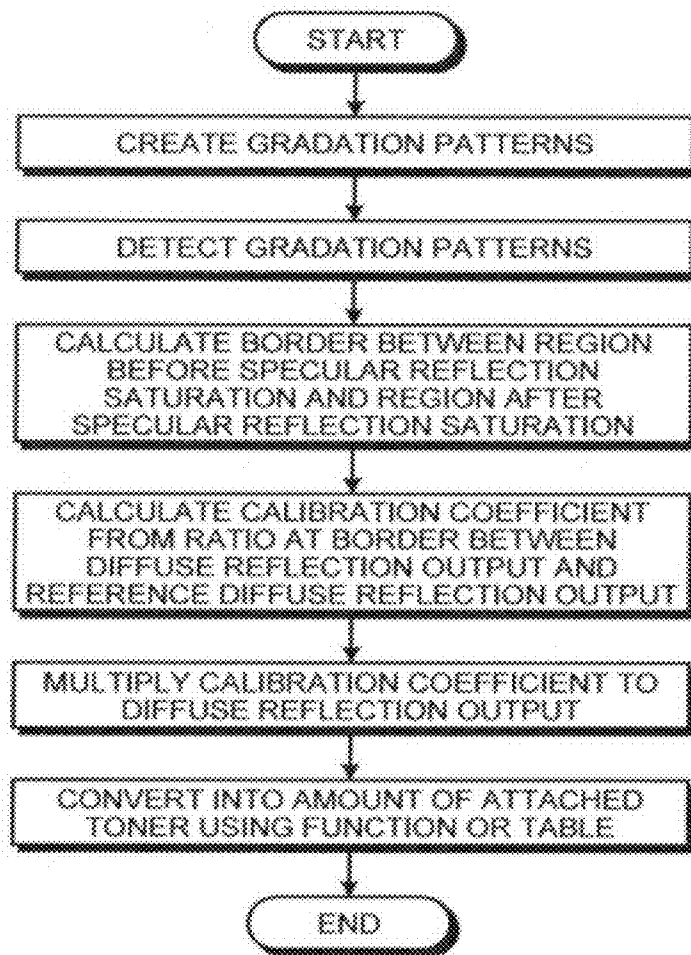 START
CREATE GRADATION PATTERNS
DETECT GRADATION PATTERNS
CALCULATE BORDER BETWEEN REGION
BEFORE SPECULAR REFLECTION
SATURATION AND REGION AFTER
SPECULAR REFLECTION SATURATION
CALCULATE CALIBRATION COEFFICIENT
FROM RATIO AT BORDER BETWEEN
DIFFUSE REFLECTION OUTPUT AND
REFERENCE DIFFUSE REFLECTION OUTPUT
MULTIPLY CALIBRATION COEFFICIENT TO
DIFFUSE REFLECTION OUTPUT
CONVERT INTO AMOUNT OF ATTACHED
TONER USING FUNCTION OR TABLE
END